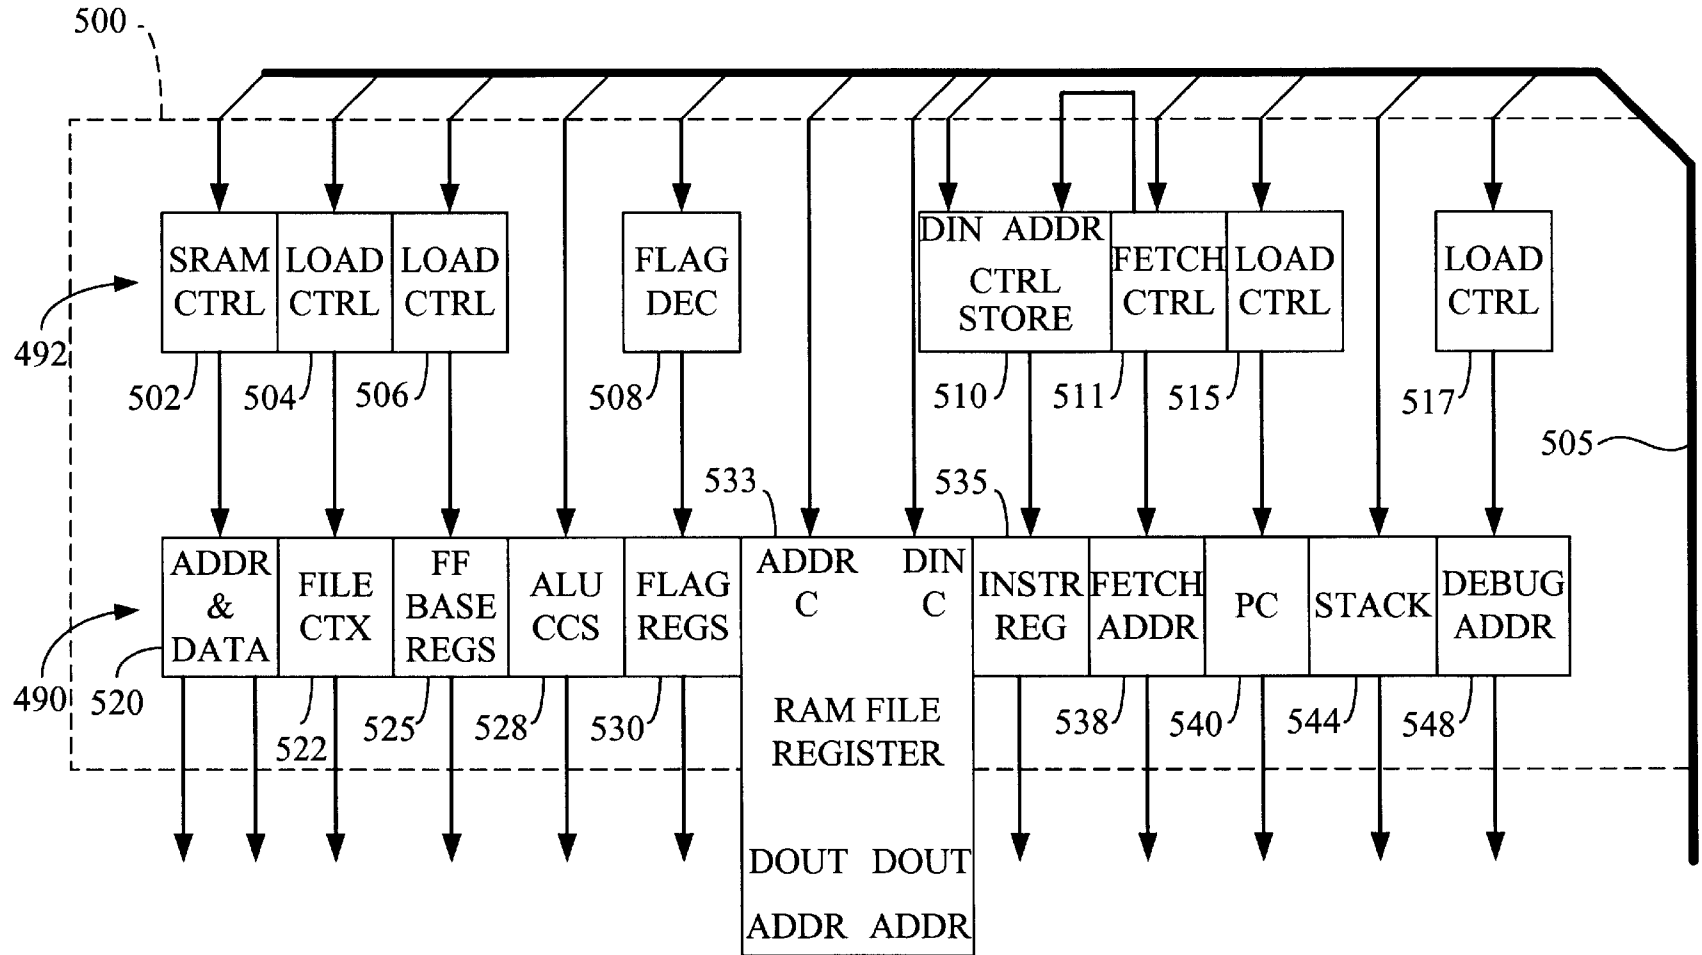 500
SRAM
CTRL
LOAD
CTRL
LOAD
CTRL
FLAG
DEC
DIN ADDR
CTRL
STORE
FETCH
CTRL
LOAD
CTRL
LOAD
CTRL
492
502
504
506
508
510
511
515
517
505
533
535
ADDR
&
DATA
FILE
CTX
FF
BASE
REGS
ALU
CCS
FLAG
REGS
ADDR
C
DIN
C
RAM FILE
REGISTER
DOUT DOUT
ADDR ADDR
INSTR
REG
FETCH
ADDR
PC
STACK
DEBUG
ADDR
490
520
522
525
528
530
538
540
544
548